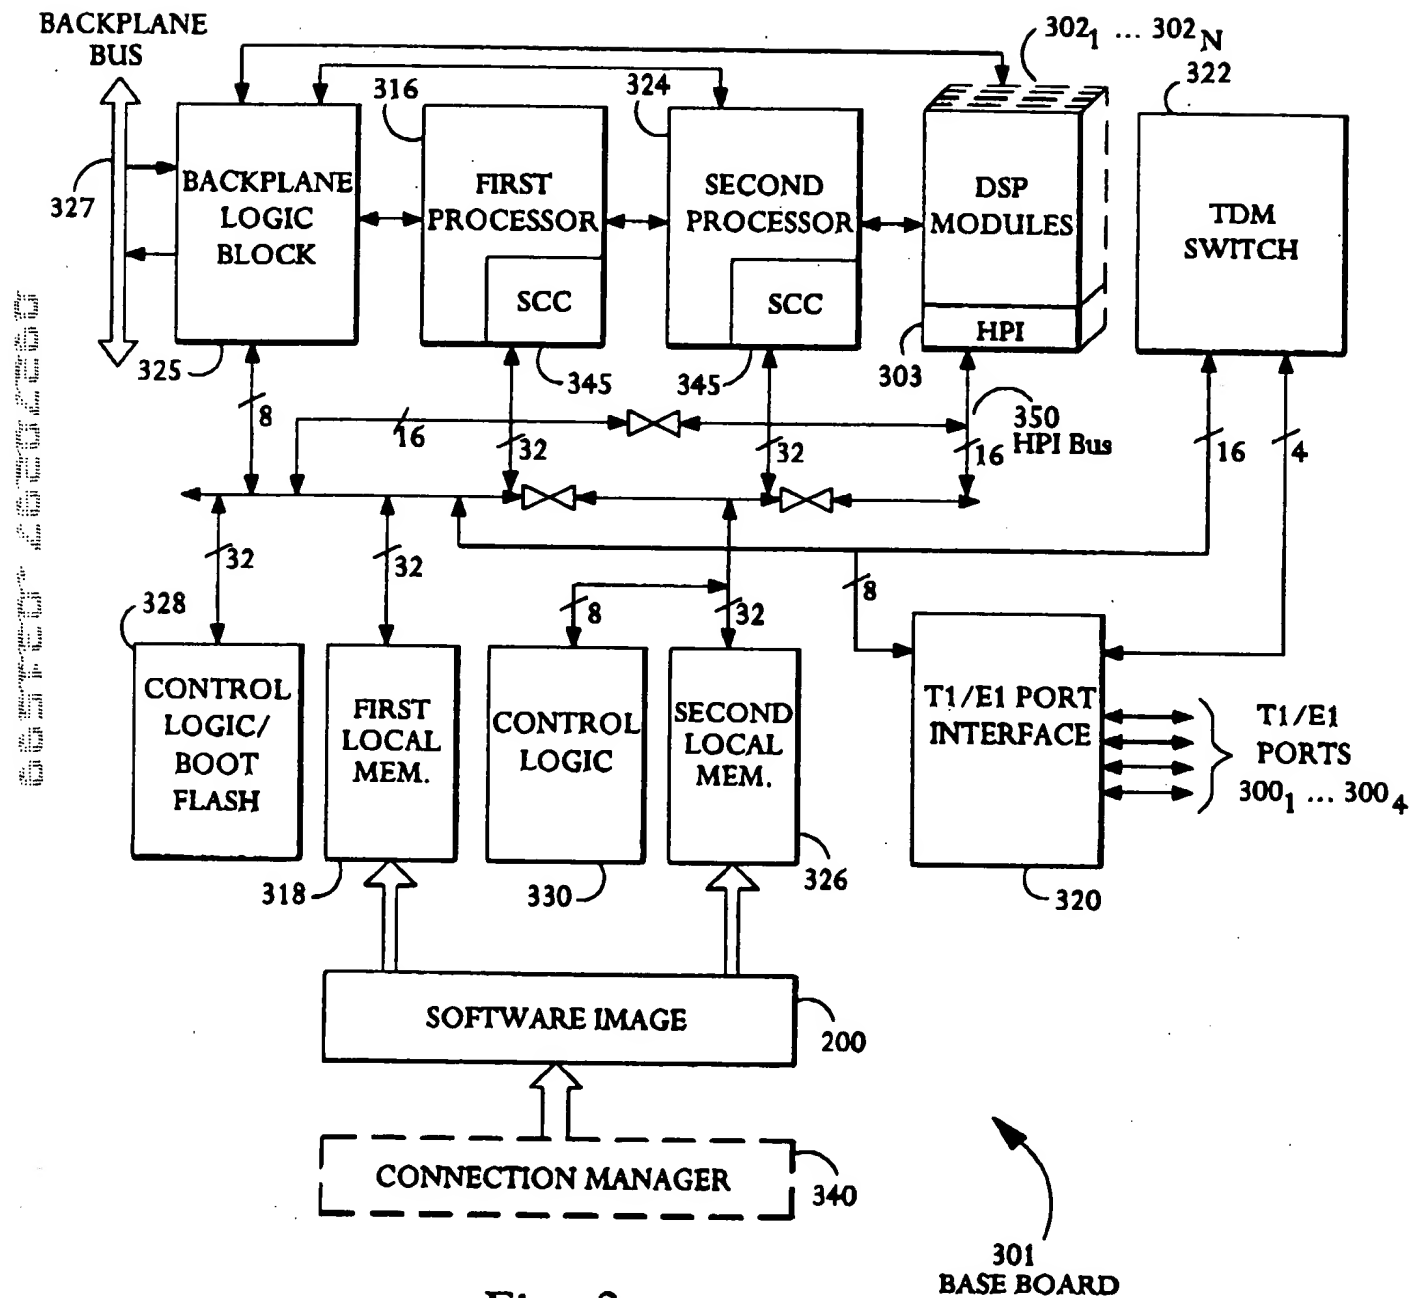 BACKPLANE
BUS
302₁ ... 302N
322
316
324
327
BACKPLANE
LOGIC
BLOCK
FIRST
PROCESSOR
SCC
SECOND
PROCESSOR
SCC
DSP
MODULES
HPI
TDM
SWITCH
325
345
345
303
8
16
32
32
350
HPI Bus
16
16
4
32
32
8
32
8
328
CONTROL
LOGIC/
BOOT
FLASH
FIRST
LOCAL
MEM.
CONTROL
LOGIC
SECOND
LOCAL
MEM.
T1/E1 PORT
INTERFACE
T1/E1
PORTS
300₁ ... 300₄
318
330
326
320
SOFTWARE IMAGE
200
CONNECTION MANAGER
340
301
BASE BOARD